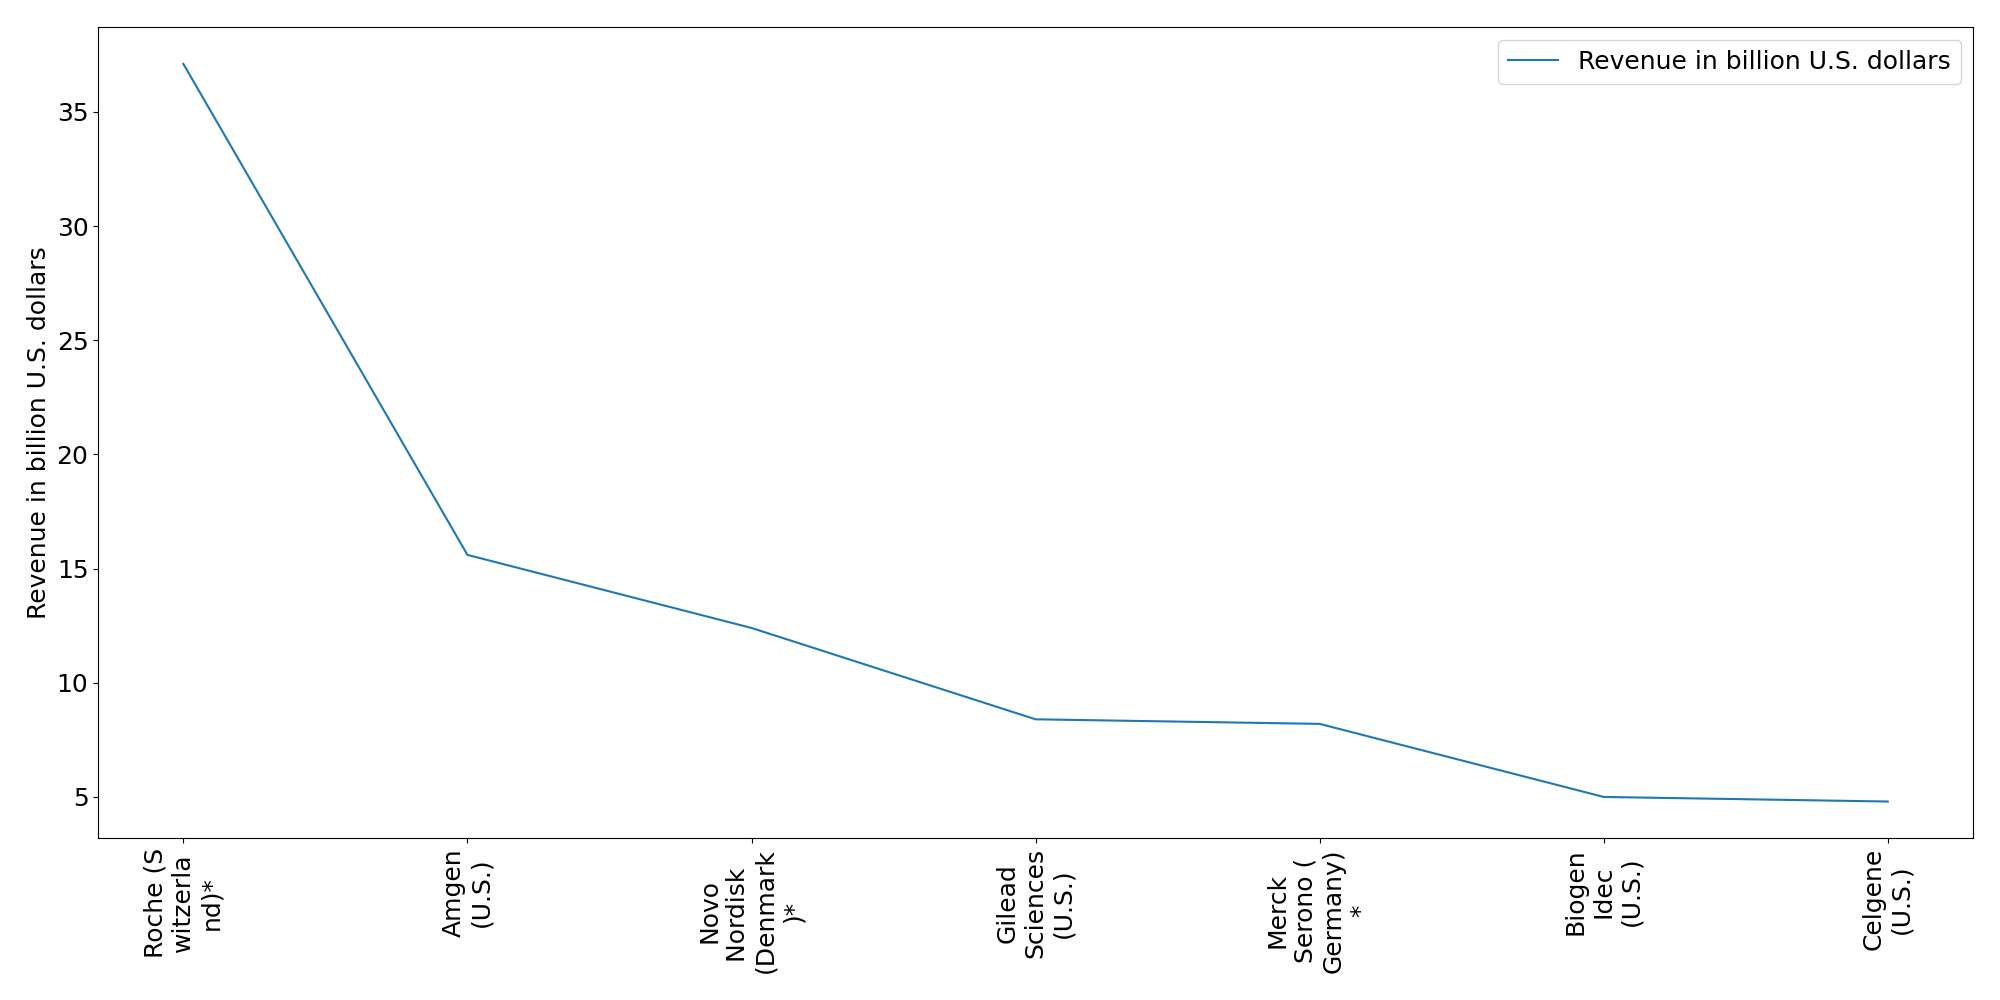 Revenue in billion U.S. dollars
Revenue in billion U.S. dollars
35
30
25
20
15
10
5
Roche (S
witzerla
nd)*
Amgen
(U.S.)
Novo
Nordisk
(Denmark
)*
Gilead
Sciences
(U.S.)
Merck
Serono (
Germany)
*
Biogen
Idec
(U.S.)
Celgene
(U.S.)